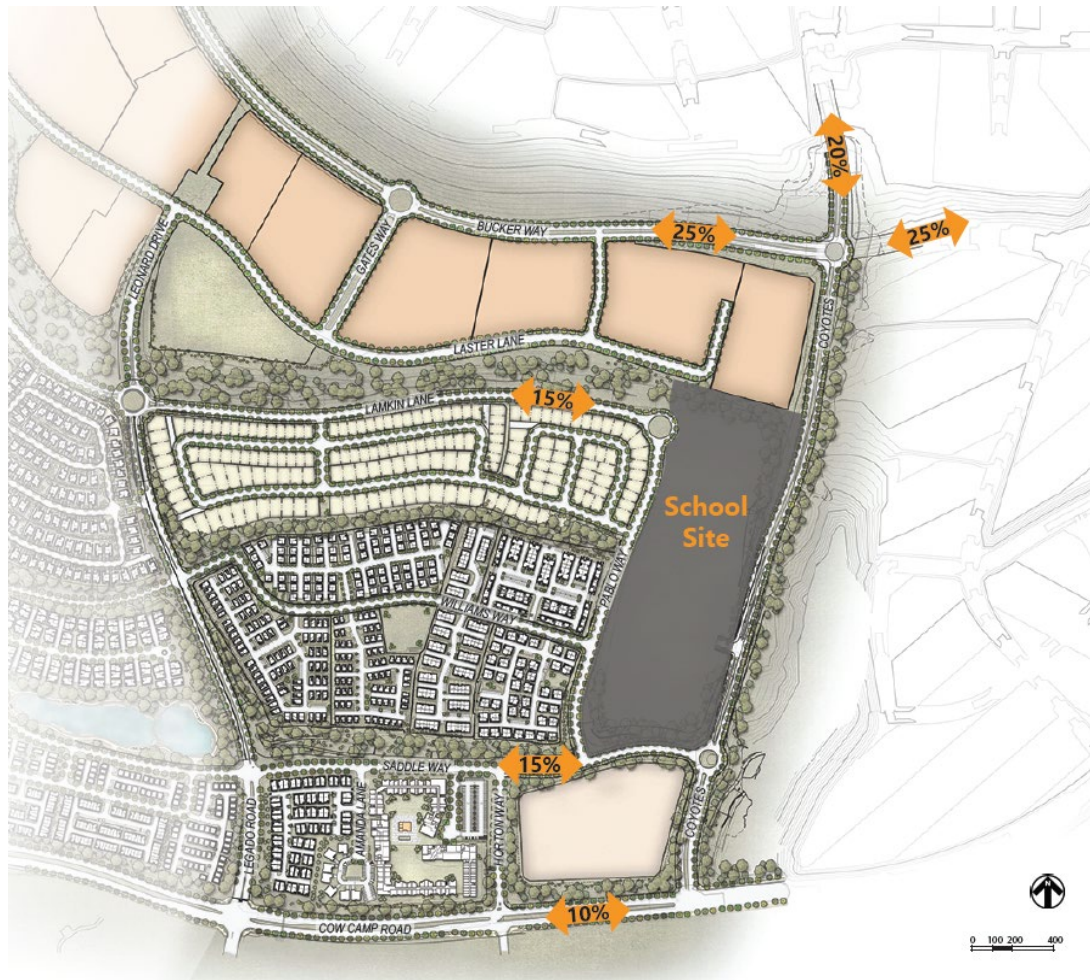 20%
BUCKER WAY
25%
25%
LEONARD DRIVE
GATES WAY
COYOTES
LASTER LANE
LAMKIN LANE
15%
School
Site
PABLO WAY
WILLIAMS WAY
SADDLE WAY
15%
LEGADO ROAD
AMANDA LANE
HORTON WAY
COYOTES
COW CAMP ROAD
10%
N
0 100 200 400